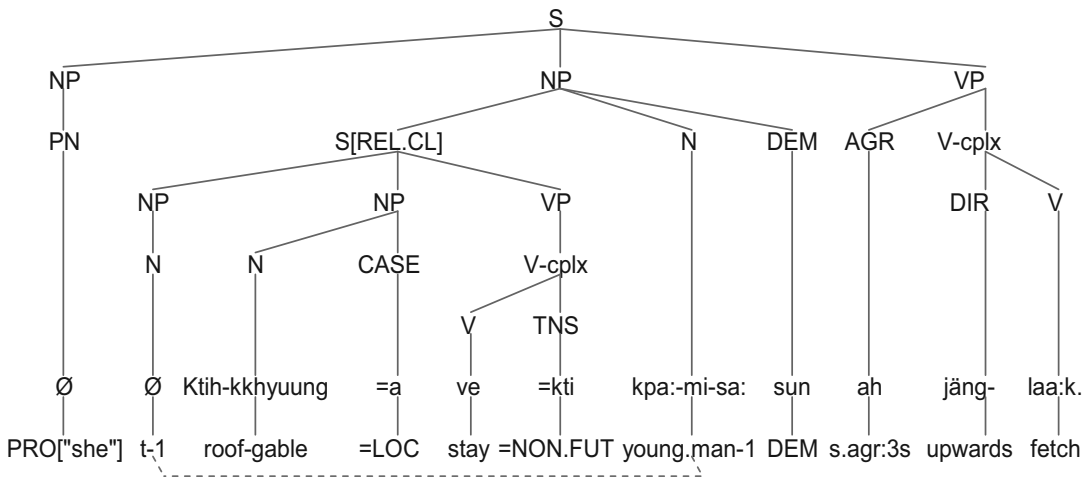 S
NP NP VP
PN S[REL.CL] N DEM AGR V-cplx
NP NP VP DIR V
N N CASE V-cplx
V TNS
Ø Ø Ktih-kkhyuung =a ve =kti kpa:-mi-sa: sun ah jäng- laa:k.
PRO["she"] t-1 roof-gable =LOC stay =NON.FUT young.man-1 DEM s.agr:3s upwards fetch